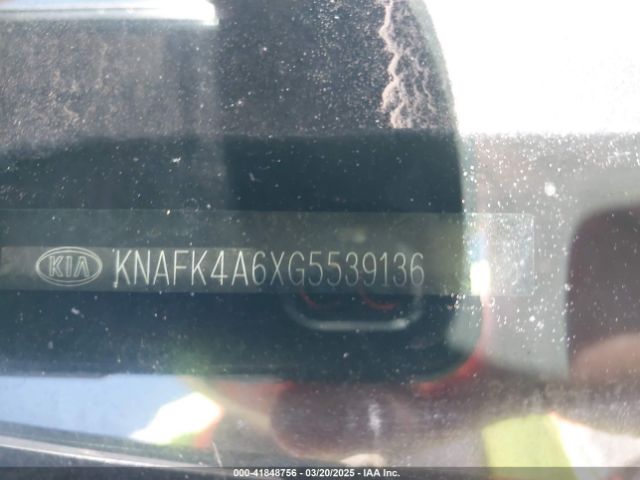 KIA KNAFK4A6XG5539136
000-41848756 — 03/20/2025 — IAA Inc.